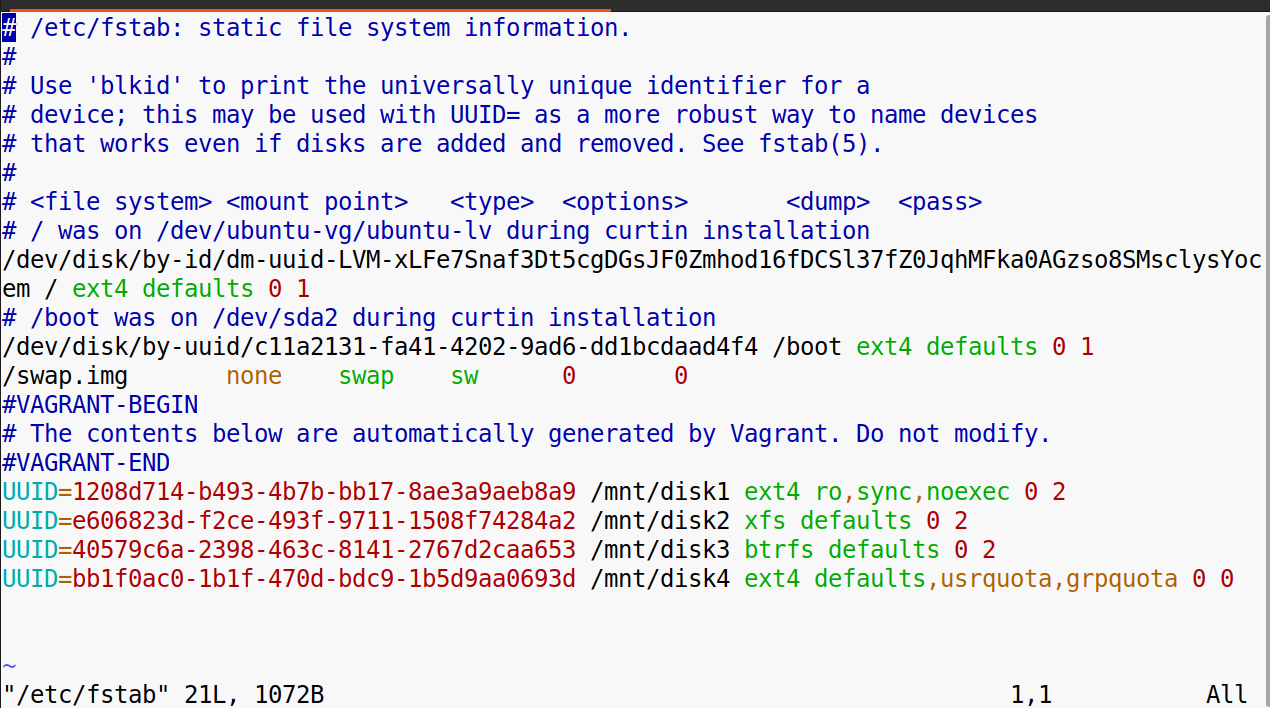 # /etc/fstab: static file system information.
#
# Use 'blkid' to print the universally unique identifier for a
# device; this may be used with UUID= as a more robust way to name devices
# that works even if disks are added and removed. See fstab(5).
#
# <file system> <mount point>   <type>  <options>       <dump>  <pass>
# / was on /dev/ubuntu-vg/ubuntu-lv during curtin installation
/dev/disk/by-id/dm-uuid-LVM-xLFe7Snaf3Dt5cgDGsJF0Zmhod16fDCSl37fZ0JqhMFka0AGzso8SMsclysYoc
em / ext4 defaults 0 1
# /boot was on /dev/sda2 during curtin installation
/dev/disk/by-uuid/c11a2131-fa41-4202-9ad6-dd1bcdaad4f4 /boot ext4 defaults 0 1
/swap.img       none    swap    sw      0       0
#VAGRANT-BEGIN
# The contents below are automatically generated by Vagrant. Do not modify.
#VAGRANT-END
UUID=1208d714-b493-4b7b-bb17-8ae3a9aeb8a9 /mnt/disk1 ext4 ro,sync,noexec 0 2
UUID=e606823d-f2ce-493f-9711-1508f74284a2 /mnt/disk2 xfs defaults 0 2
UUID=40579c6a-2398-463c-8141-2767d2caa653 /mnt/disk3 btrfs defaults 0 2
UUID=bb1f0ac0-1b1f-470d-bdc9-1b5d9aa0693d /mnt/disk4 ext4 defaults,usrquota,grpquota 0 0
~
"/etc/fstab" 21L, 1072B                                                 1,1           All